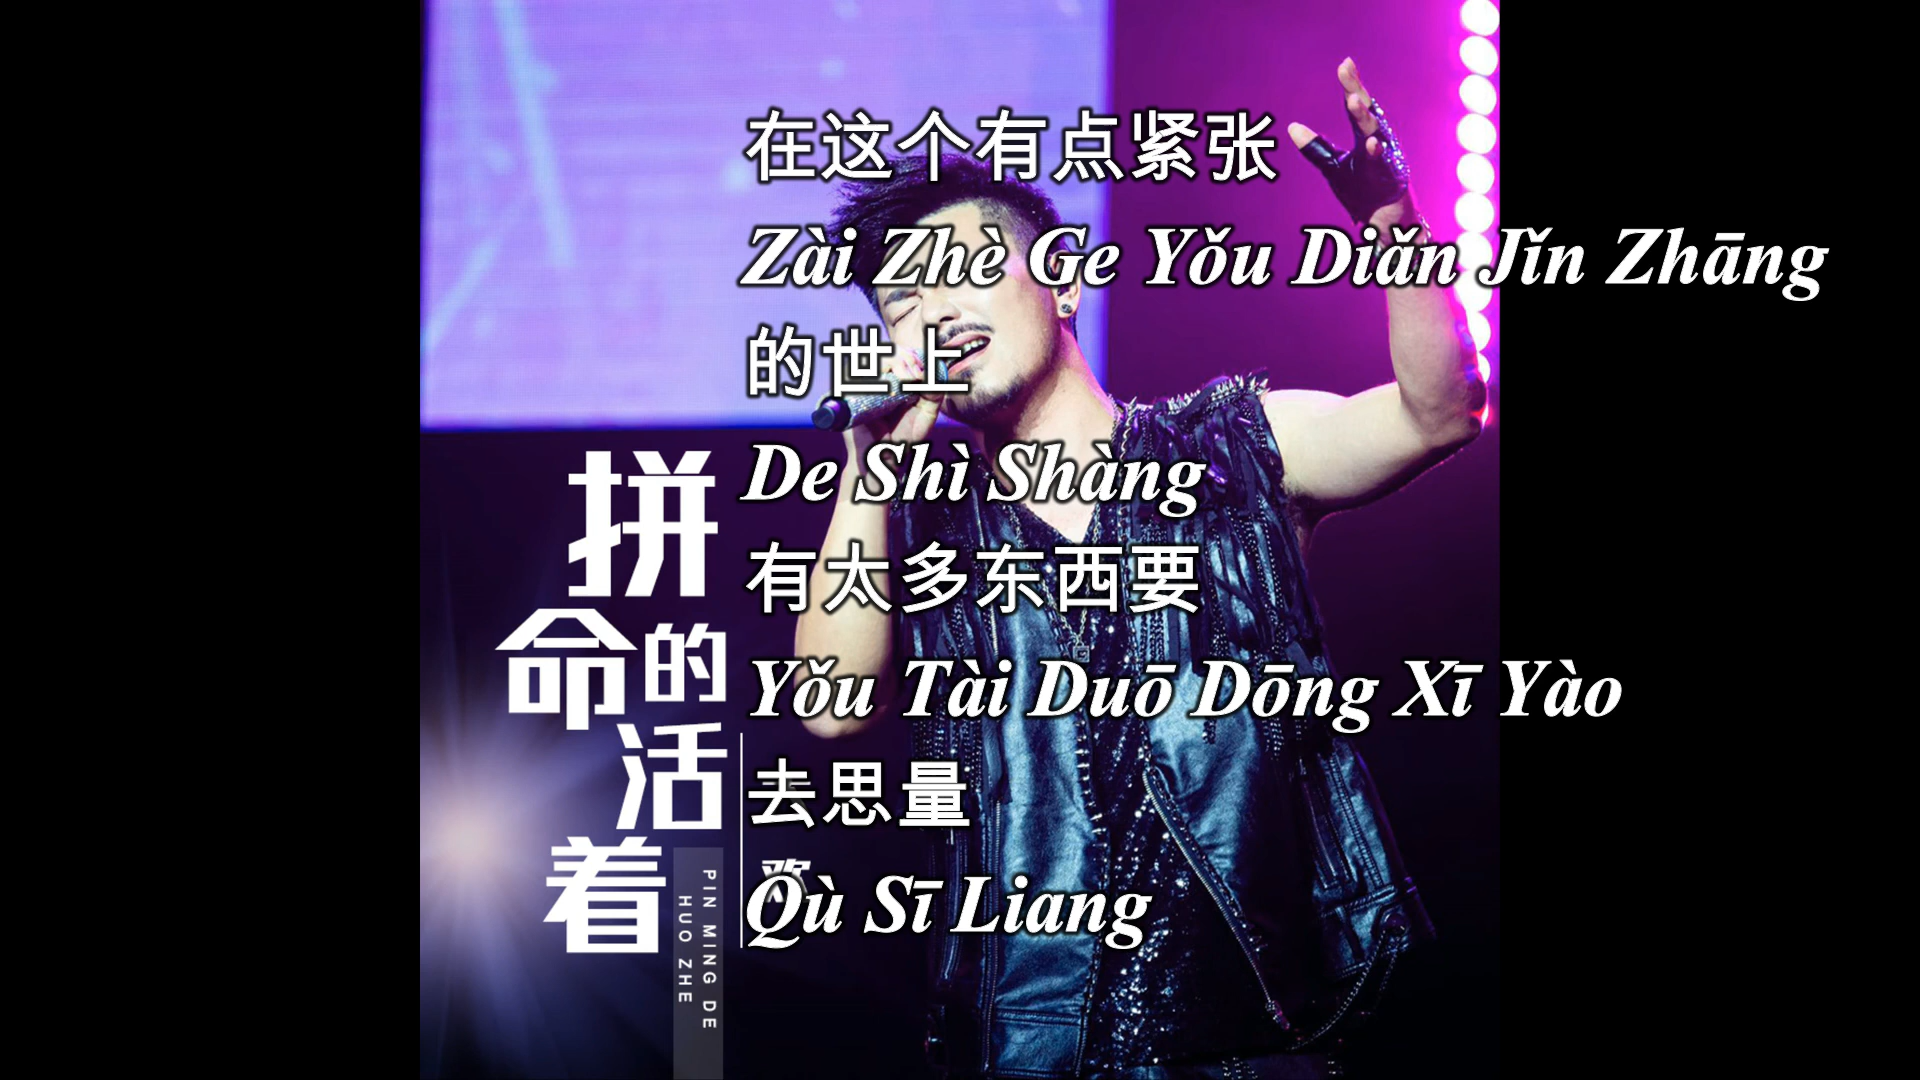 在这个有点紧张
Zài Zhè Ge Yǒu Diǎn Jǐn Zhāng
的世上
De Shì Shàng
有太多东西要
Yǒu Tài Duō Dōng Xī Yào
去思量
Qù Sī Liang
拼命的活着
PIN MING DE
HUO ZHE
欢